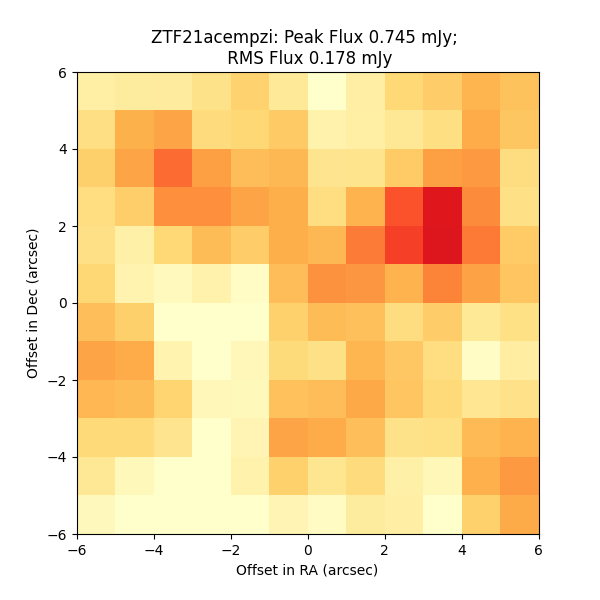 ZTF21acempzi: Peak Flux 0.745 mJy;
RMS Flux 0.178 mJy
6
4
2
0
−2
−4
−6
Offset in Dec (arcsec)
−6 −4 −2 0 2 4 6
Offset in RA (arcsec)